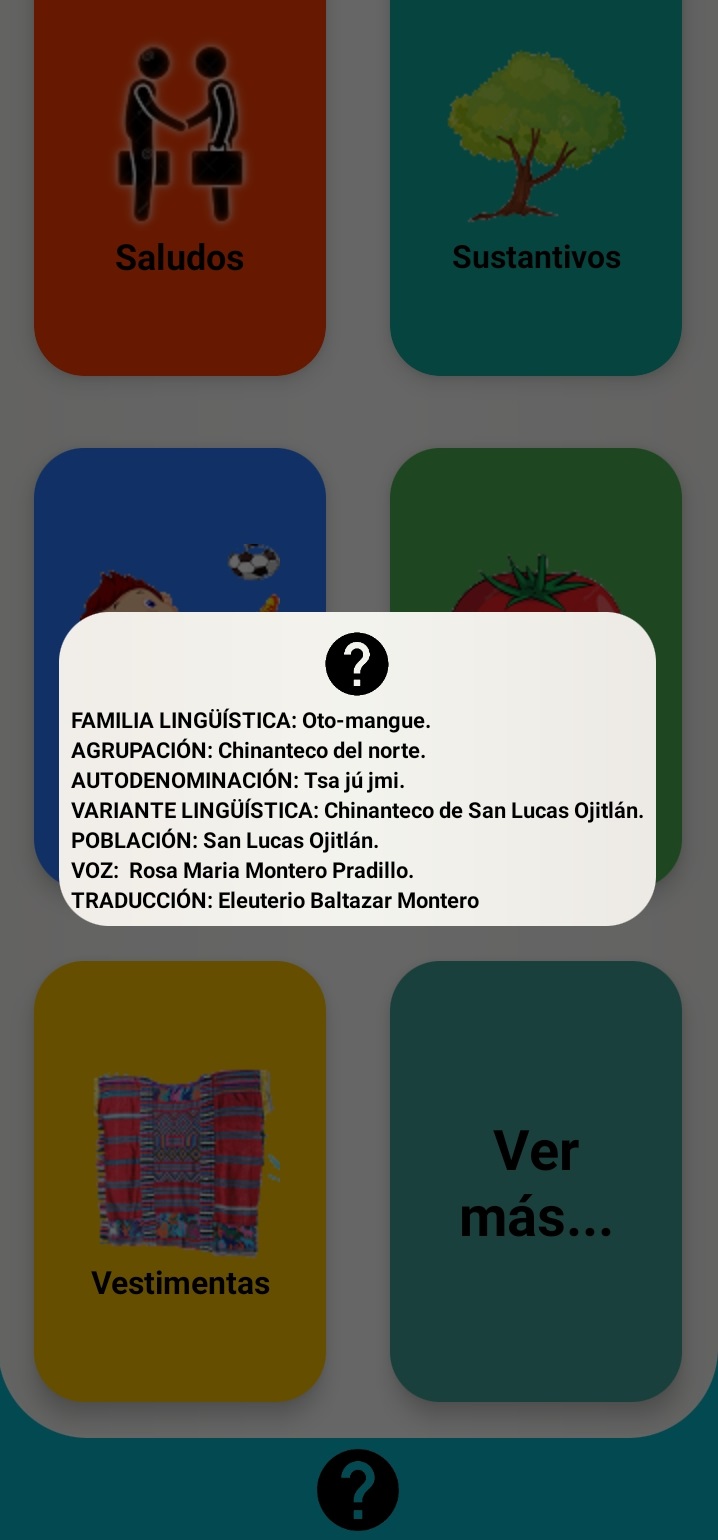 Saludos
Sustantivos
FAMILIA LINGÜÍSTICA: Oto-mangue.
AGRUPACIÓN: Chinanteco del norte.
AUTODENOMINACIÓN: Tsa jú jmi.
VARIANTE LINGÜÍSTICA: Chinanteco de San Lucas Ojitlán.
POBLACIÓN: San Lucas Ojitlán.
VOZ:  Rosa Maria Montero Pradillo.
TRADUCCIÓN: Eleuterio Baltazar Montero
Vestimentas
Ver
más...